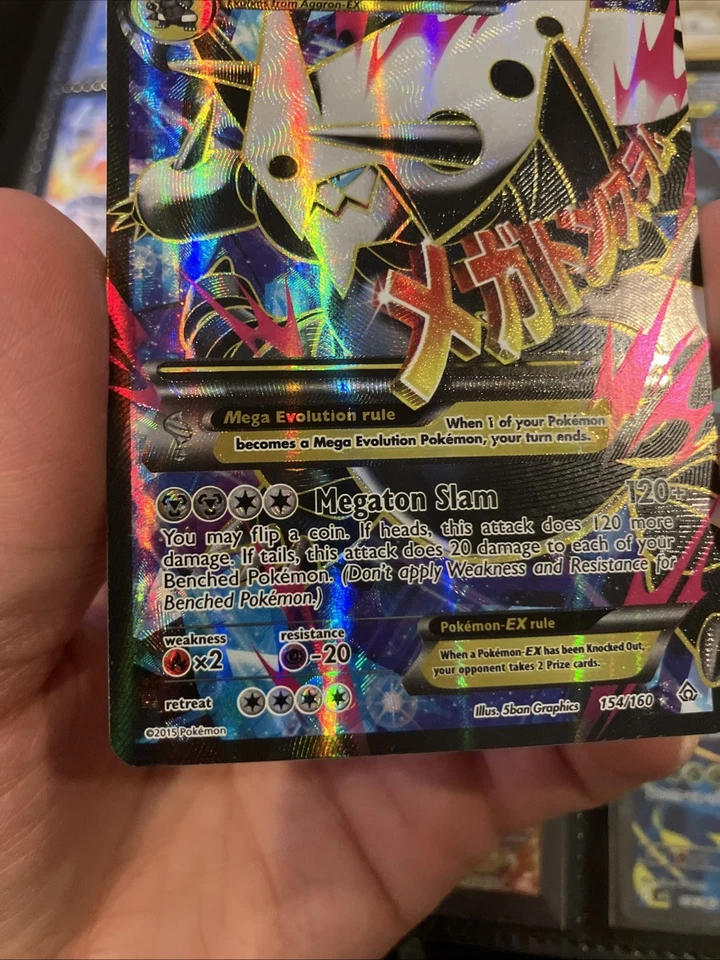 Evolves from Aggron-EX
メガトンスラム
Mega Evolution rule
When 1 of your Pokémon
becomes a Mega Evolution Pokémon, your turn ends.
Megaton Slam 120+
You may flip a coin. If heads, this attack does 120 more
damage. If tails, this attack does 20 damage to each of your
Benched Pokémon. (Don't apply Weakness and Resistance for
Benched Pokémon.)
weakness
×2
resistance
-20
retreat
Pokémon-EX rule
When a Pokémon-EX has been Knocked Out,
your opponent takes 2 Prize cards.
Illus. 5ban Graphics 154/160
©2015 Pokémon